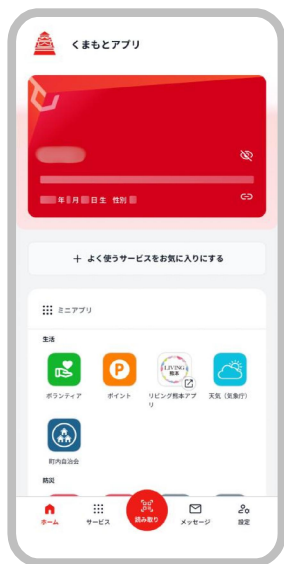 くまもとアプリ
年 月 日生 性別
+ よく使うサービスをお気に入りにする
ミニアプリ
生活
ボランティア
ポイント
LIVING
熊本
リビング熊本アプリ
天気（気象庁）
町内自治会
防災
ホーム
サービス
読み取り
メッセージ
設定